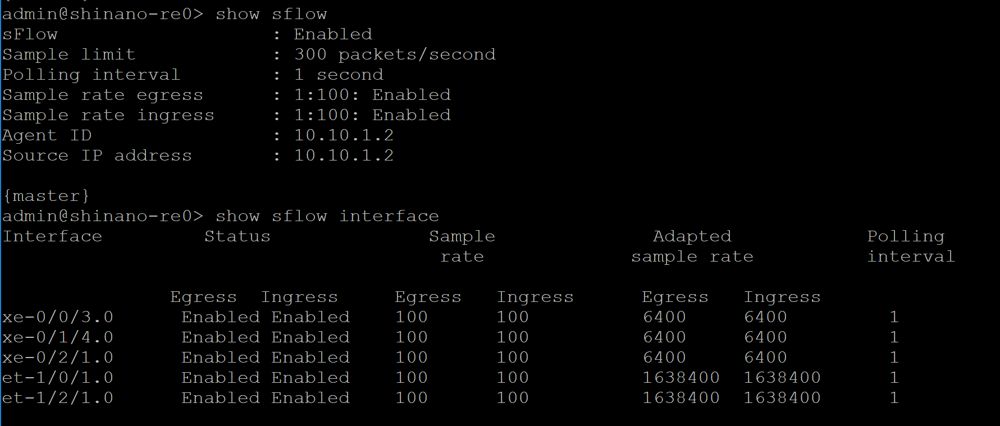 admin@shinano-re0> show sflow
sFlow : Enabled
Sample limit : 300 packets/second
Polling interval : 1 second
Sample rate egress : 1:100: Enabled
Sample rate ingress : 1:100: Enabled
Agent ID : 10.10.1.2
Source IP address : 10.10.1.2
{master}
admin@shinano-re0> show sflow interface
Interface Status Sample Adapted Polling
rate sample rate interval
Egress Ingress Egress Ingress Egress Ingress
xe-0/0/3.0 Enabled Enabled 100 100 6400 6400 1
xe-0/1/4.0 Enabled Enabled 100 100 6400 6400 1
xe-0/2/1.0 Enabled Enabled 100 100 6400 6400 1
et-1/0/1.0 Enabled Enabled 100 100 1638400 1638400 1
et-1/2/1.0 Enabled Enabled 100 100 1638400 1638400 1